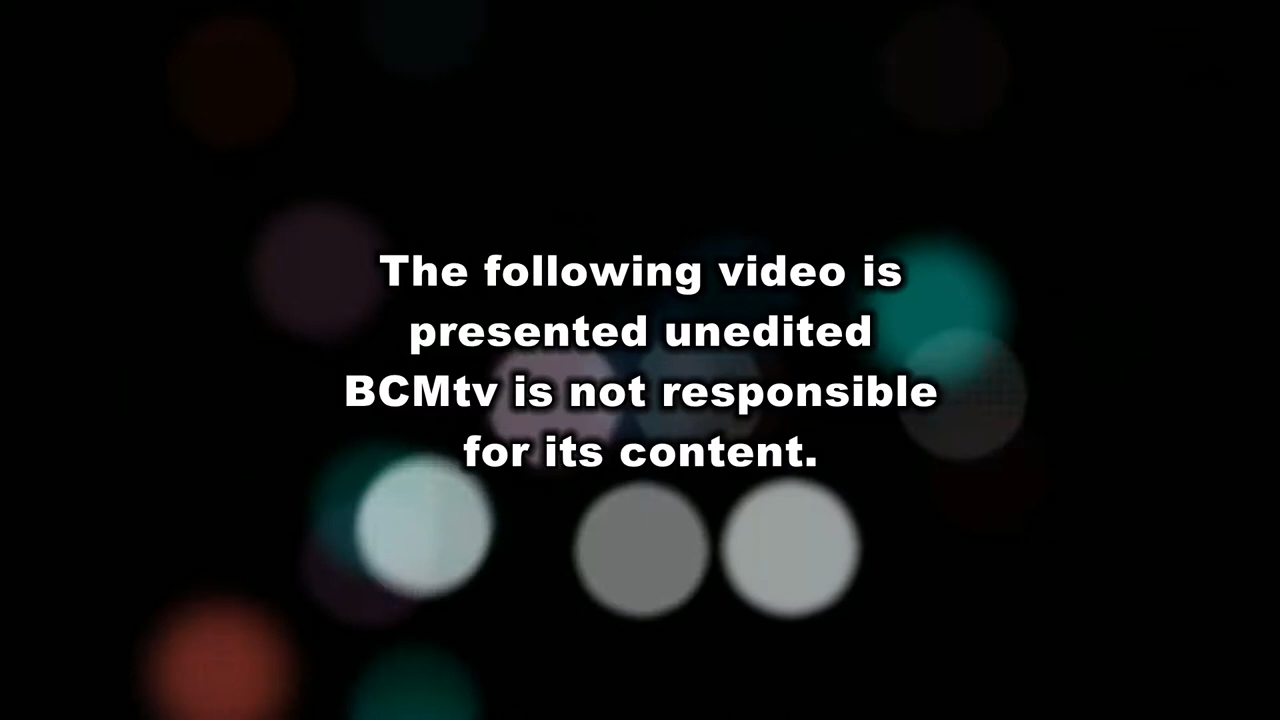 The following video is
presented unedited
BCMtv is not responsible
for its content.